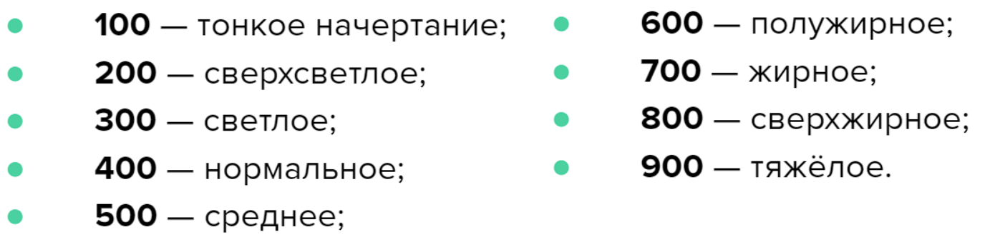 100 — тонкое начертание;
200 — сверхсветлое;
300 — светлое;
400 — нормальное;
500 — среднее;
600 — полужирное;
700 — жирное;
800 — сверхжирное;
900 — тяжёлое.